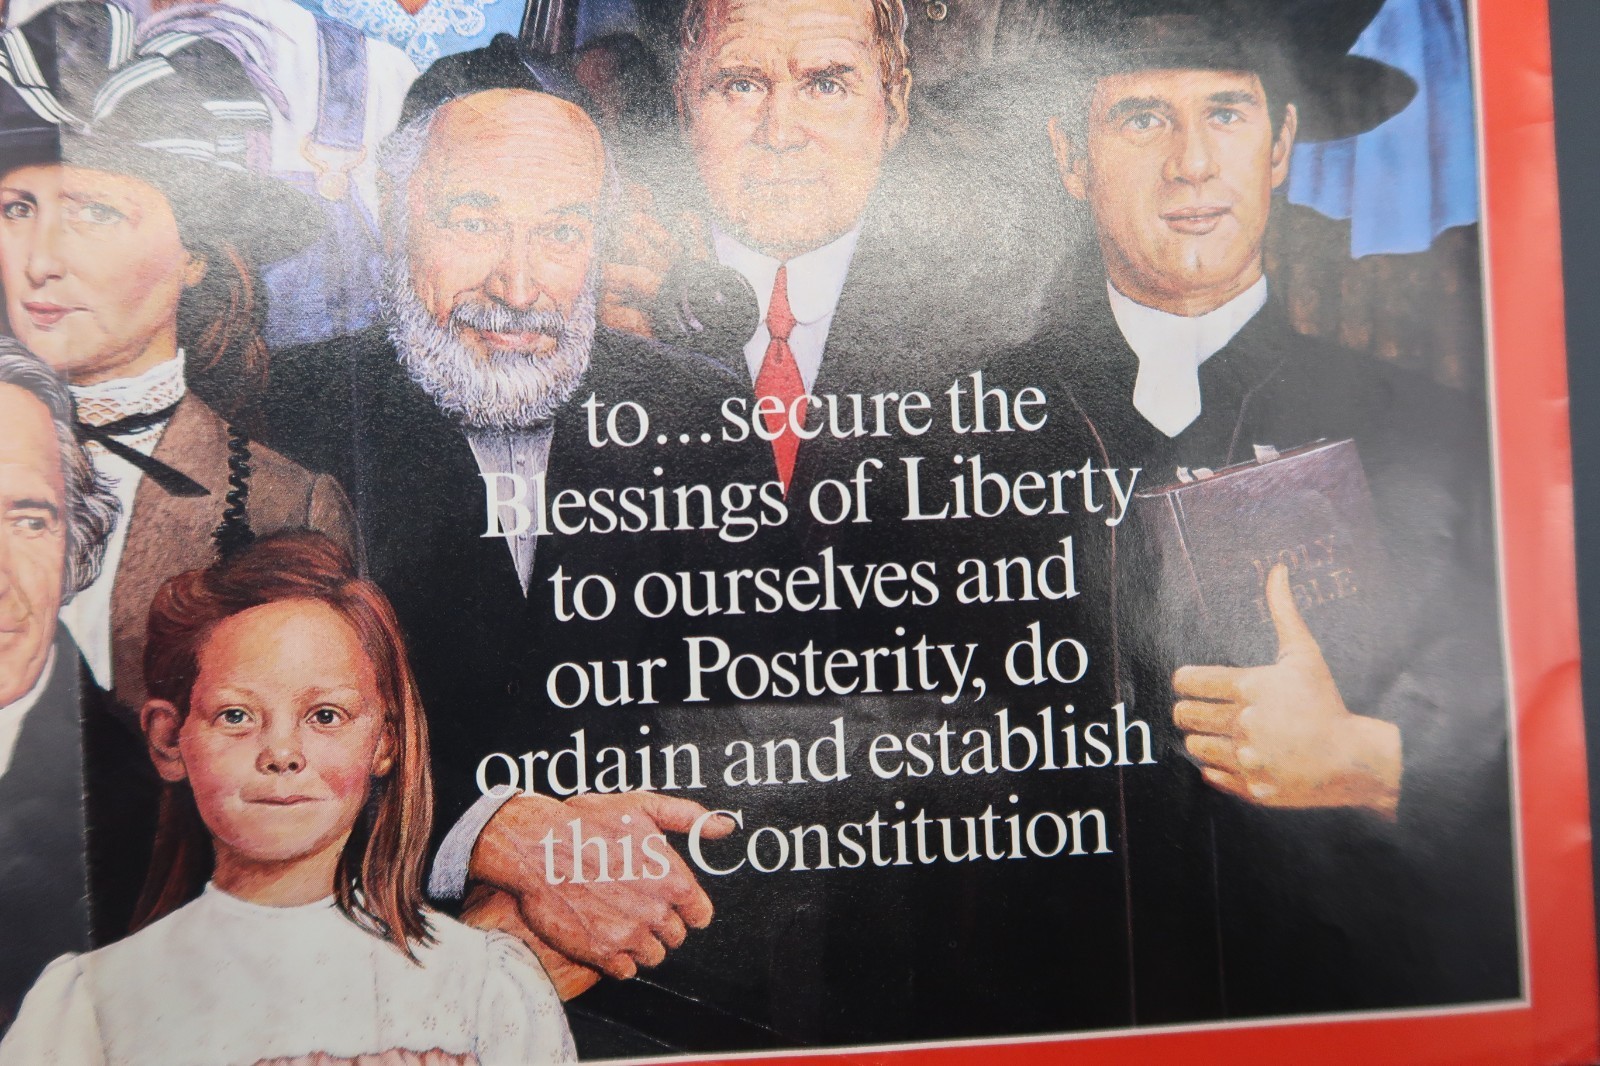 to...secure the
Blessings of Liberty
to ourselves and
our Posterity, do
ordain and establish
this Constitution
HOLY
BIBLE